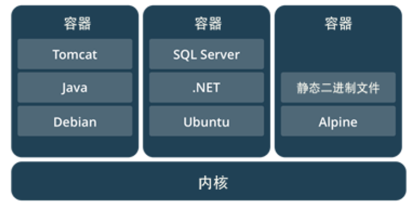 容器
Tomcat
Java
Debian
容器
SQL Server
.NET
Ubuntu
容器
静态二进制文件
Alpine
内核